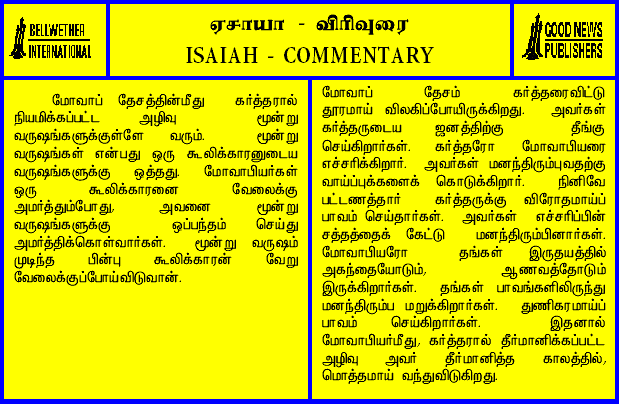 BELLWETHER
INTERNATIONAL
ஏசாயா - விரிவுரை
ISAIAH - COMMENTARY
GOOD NEWS
PUBLISHERS
மோவாப் தேசத்தின்மீது கர்த்தரால்
நியமிக்கப்பட்ட அழிவு மூன்று
வருஷங்களுக்குள்ளே வரும். மூன்று
வருஷங்கள் என்பது ஒரு கூலிக்காரனுடைய
வருஷங்களுக்கு ஒத்தது. மோவாபியர்கள்
ஒரு கூலிக்காரனை வேலைக்கு
அமர்த்தும்போது, அவனை மூன்று
வருஷங்களுக்கு ஒப்பந்தம் செய்து
அமர்த்திக்கொள்வார்கள். மூன்று வருஷம்
முடிந்த பின்பு கூலிக்காரன் வேறு
வேலைக்குப்போய்விடுவான்.
மோவாப் தேசம் கர்த்தரைவிட்டு
தூரமாய் விலகிப்போயிருக்கிறது. அவர்கள்
கர்த்தருடைய ஜனத்திற்கு தீங்கு
செய்கிறார்கள். கர்த்தரோ மோவாபியரை
எச்சரிக்கிறார். அவர்கள் மனந்திரும்புவதற்கு
வாய்ப்புக்களைக் கொடுக்கிறார். நினிவே
பட்டணத்தார் கர்த்தருக்கு விரோதமாய்ப்
பாவம் செய்தார்கள். அவர்கள் எச்சரிப்பின்
சத்தத்தைக் கேட்டு மனந்திரும்பினார்கள்.
மோவாபியரோ தங்கள் இருதயத்தில்
அகந்தையோடும், ஆணவத்தோடும்
இருக்கிறார்கள். தங்கள் பாவங்களிலிருந்து
மனந்திரும்ப மறுக்கிறார்கள். துணிகரமாய்ப்
பாவம் செய்கிறார்கள். இதனால்
மோவாபியர்மீது, கர்த்தரால் தீர்மானிக்கப்பட்ட
அழிவு அவர் தீர்மானித்த காலத்தில்,
மொத்தமாய் வந்துவிடுகிறது.